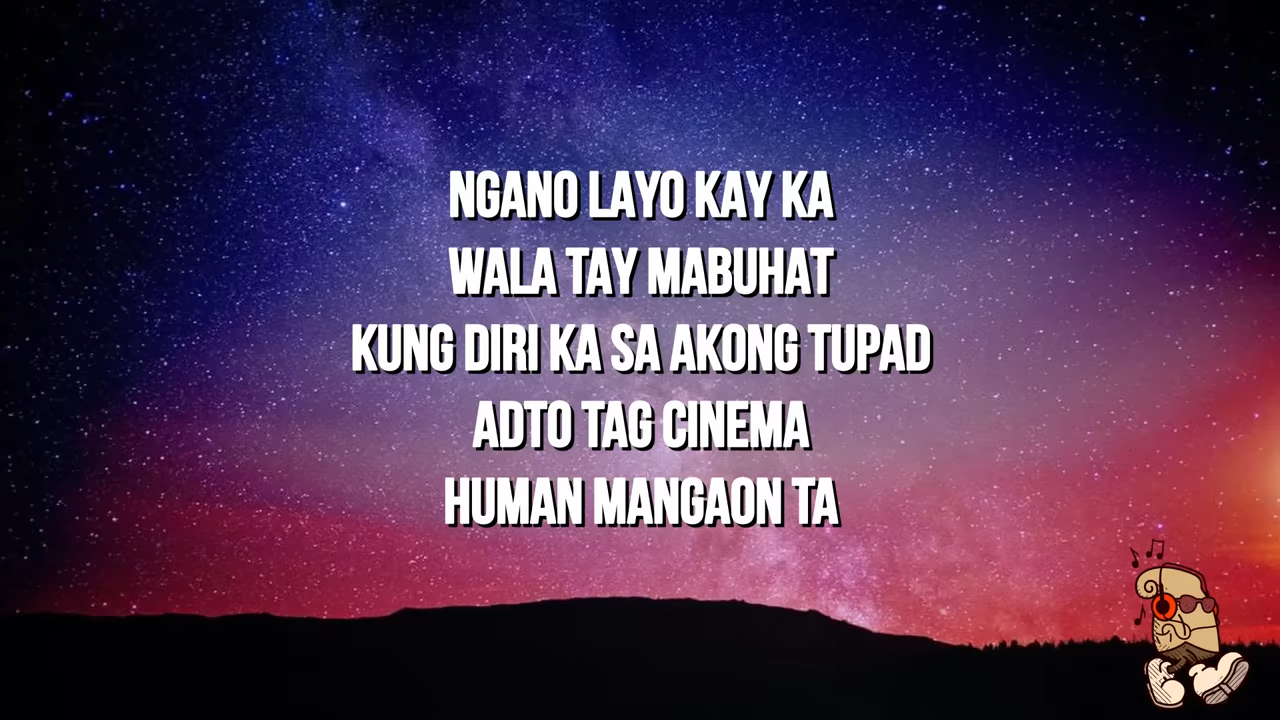 NGANO LAYO KAY KA
WALA TAY MABUHAT
KUNG DIRI KA SA AKONG TUPAD
ADTO TAG CINEMA
HUMAN MANGAON TA